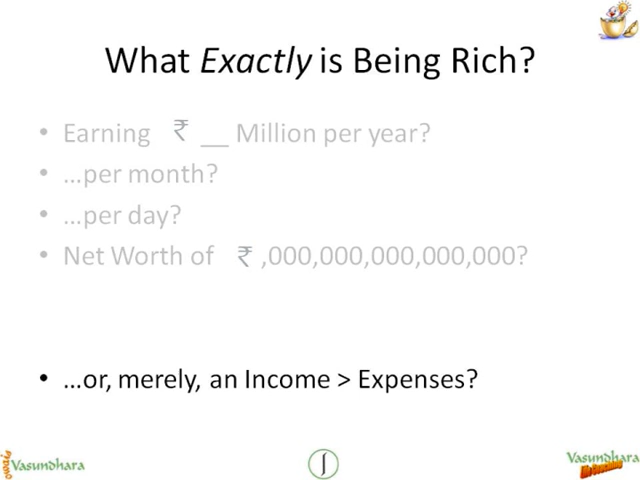 What Exactly is Being Rich?
• Earning ₹ __ Million per year?
• …per month?
• …per day?
• Net Worth of ₹ ,000,000,000,000,000?
• …or, merely, an Income > Expenses?
Vasundhara
Vasundhara